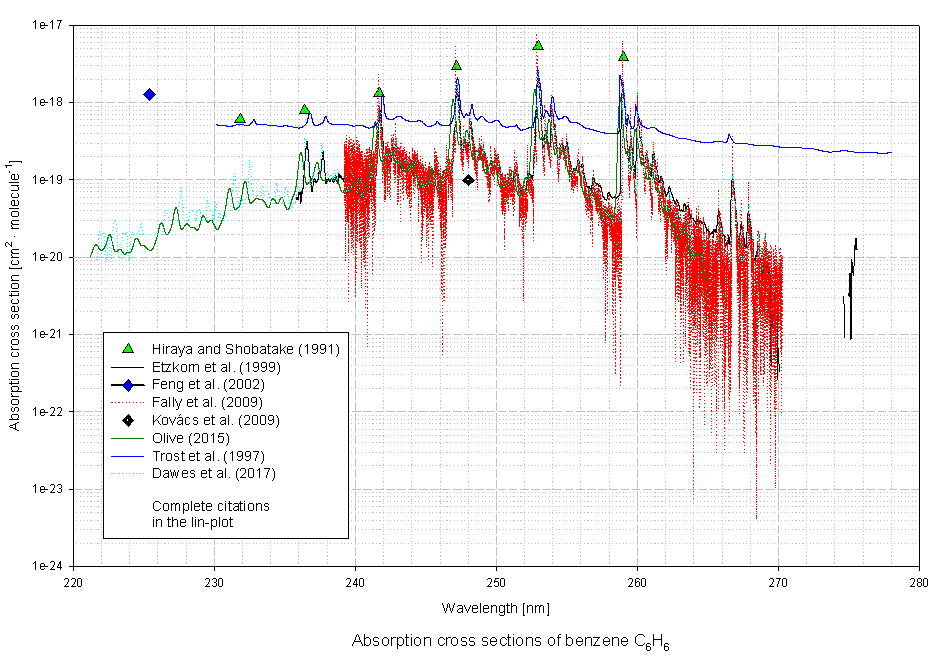 1e-17
1e-18
1e-19
1e-20
1e-21
1e-22
1e-23
1e-24
Absorption cross section [cm² · molecule⁻¹]
Hiraya and Shobatake (1991)
Etzkorn et al. (1999)
Feng et al. (2002)
Fally et al. (2009)
Kovács et al. (2009)
Olive (2015)
Trost et al. (1997)
Dawes et al. (2017)
Complete citations
in the lin-plot
220 230 240 250 260 270 280
Wavelength [nm]
Absorption cross sections of benzene C₆H₆